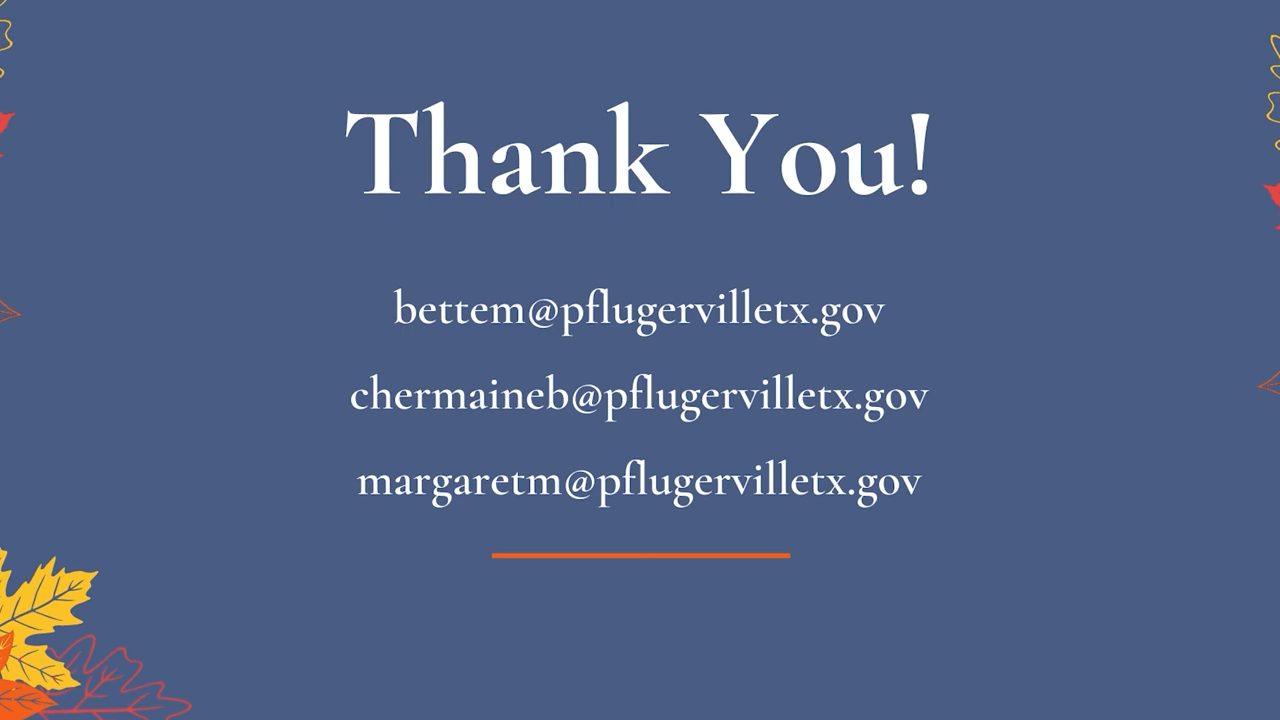 Thank You!
bettem@pflugervilletx.gov
chermaineb@pflugervilletx.gov
margaretm@pflugervilletx.gov